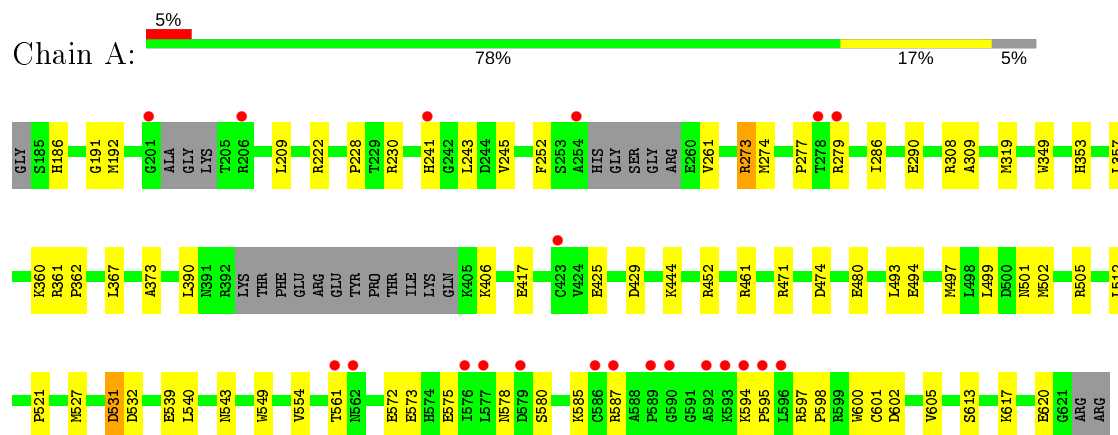 5%
Chain A:
78% 17% 5%
GLY S185 H186 G191 M192 G201 ALA GLY LYS T205 R206 L209 R222 P228 T229 R230 H241 G242 L243 D244 V245 F252 S253 A254 HIS GLY SER GLY ARG E260 V261 R273 M274 P277 T278 R279 I286 E290 R308 A309 M319 W349 H353 L357
K360 R361 P362 L367 A373 L390 N391 R392 LYS THR PHE GLU ARG GLU TYR PRO THR ILE LYS GLN K405 K406 E417 C423 V424 E425 D429 K444 R452 R461 R471 D474 E480 L493 E494 M497 L498 L499 D500 N501 M502 R505 L512
P521 M527 D531 D532 E539 L540 N543 W549 V554 T561 N562 E572 E573 H574 E575 I576 L577 N578 D579 S580 K585 C586 R587 A588 P589 G590 G591 A592 K593 K594 P595 L596 R597 P598 R599 W600 C601 D602 V605 S613 K617 E620 G621 ARG ARG